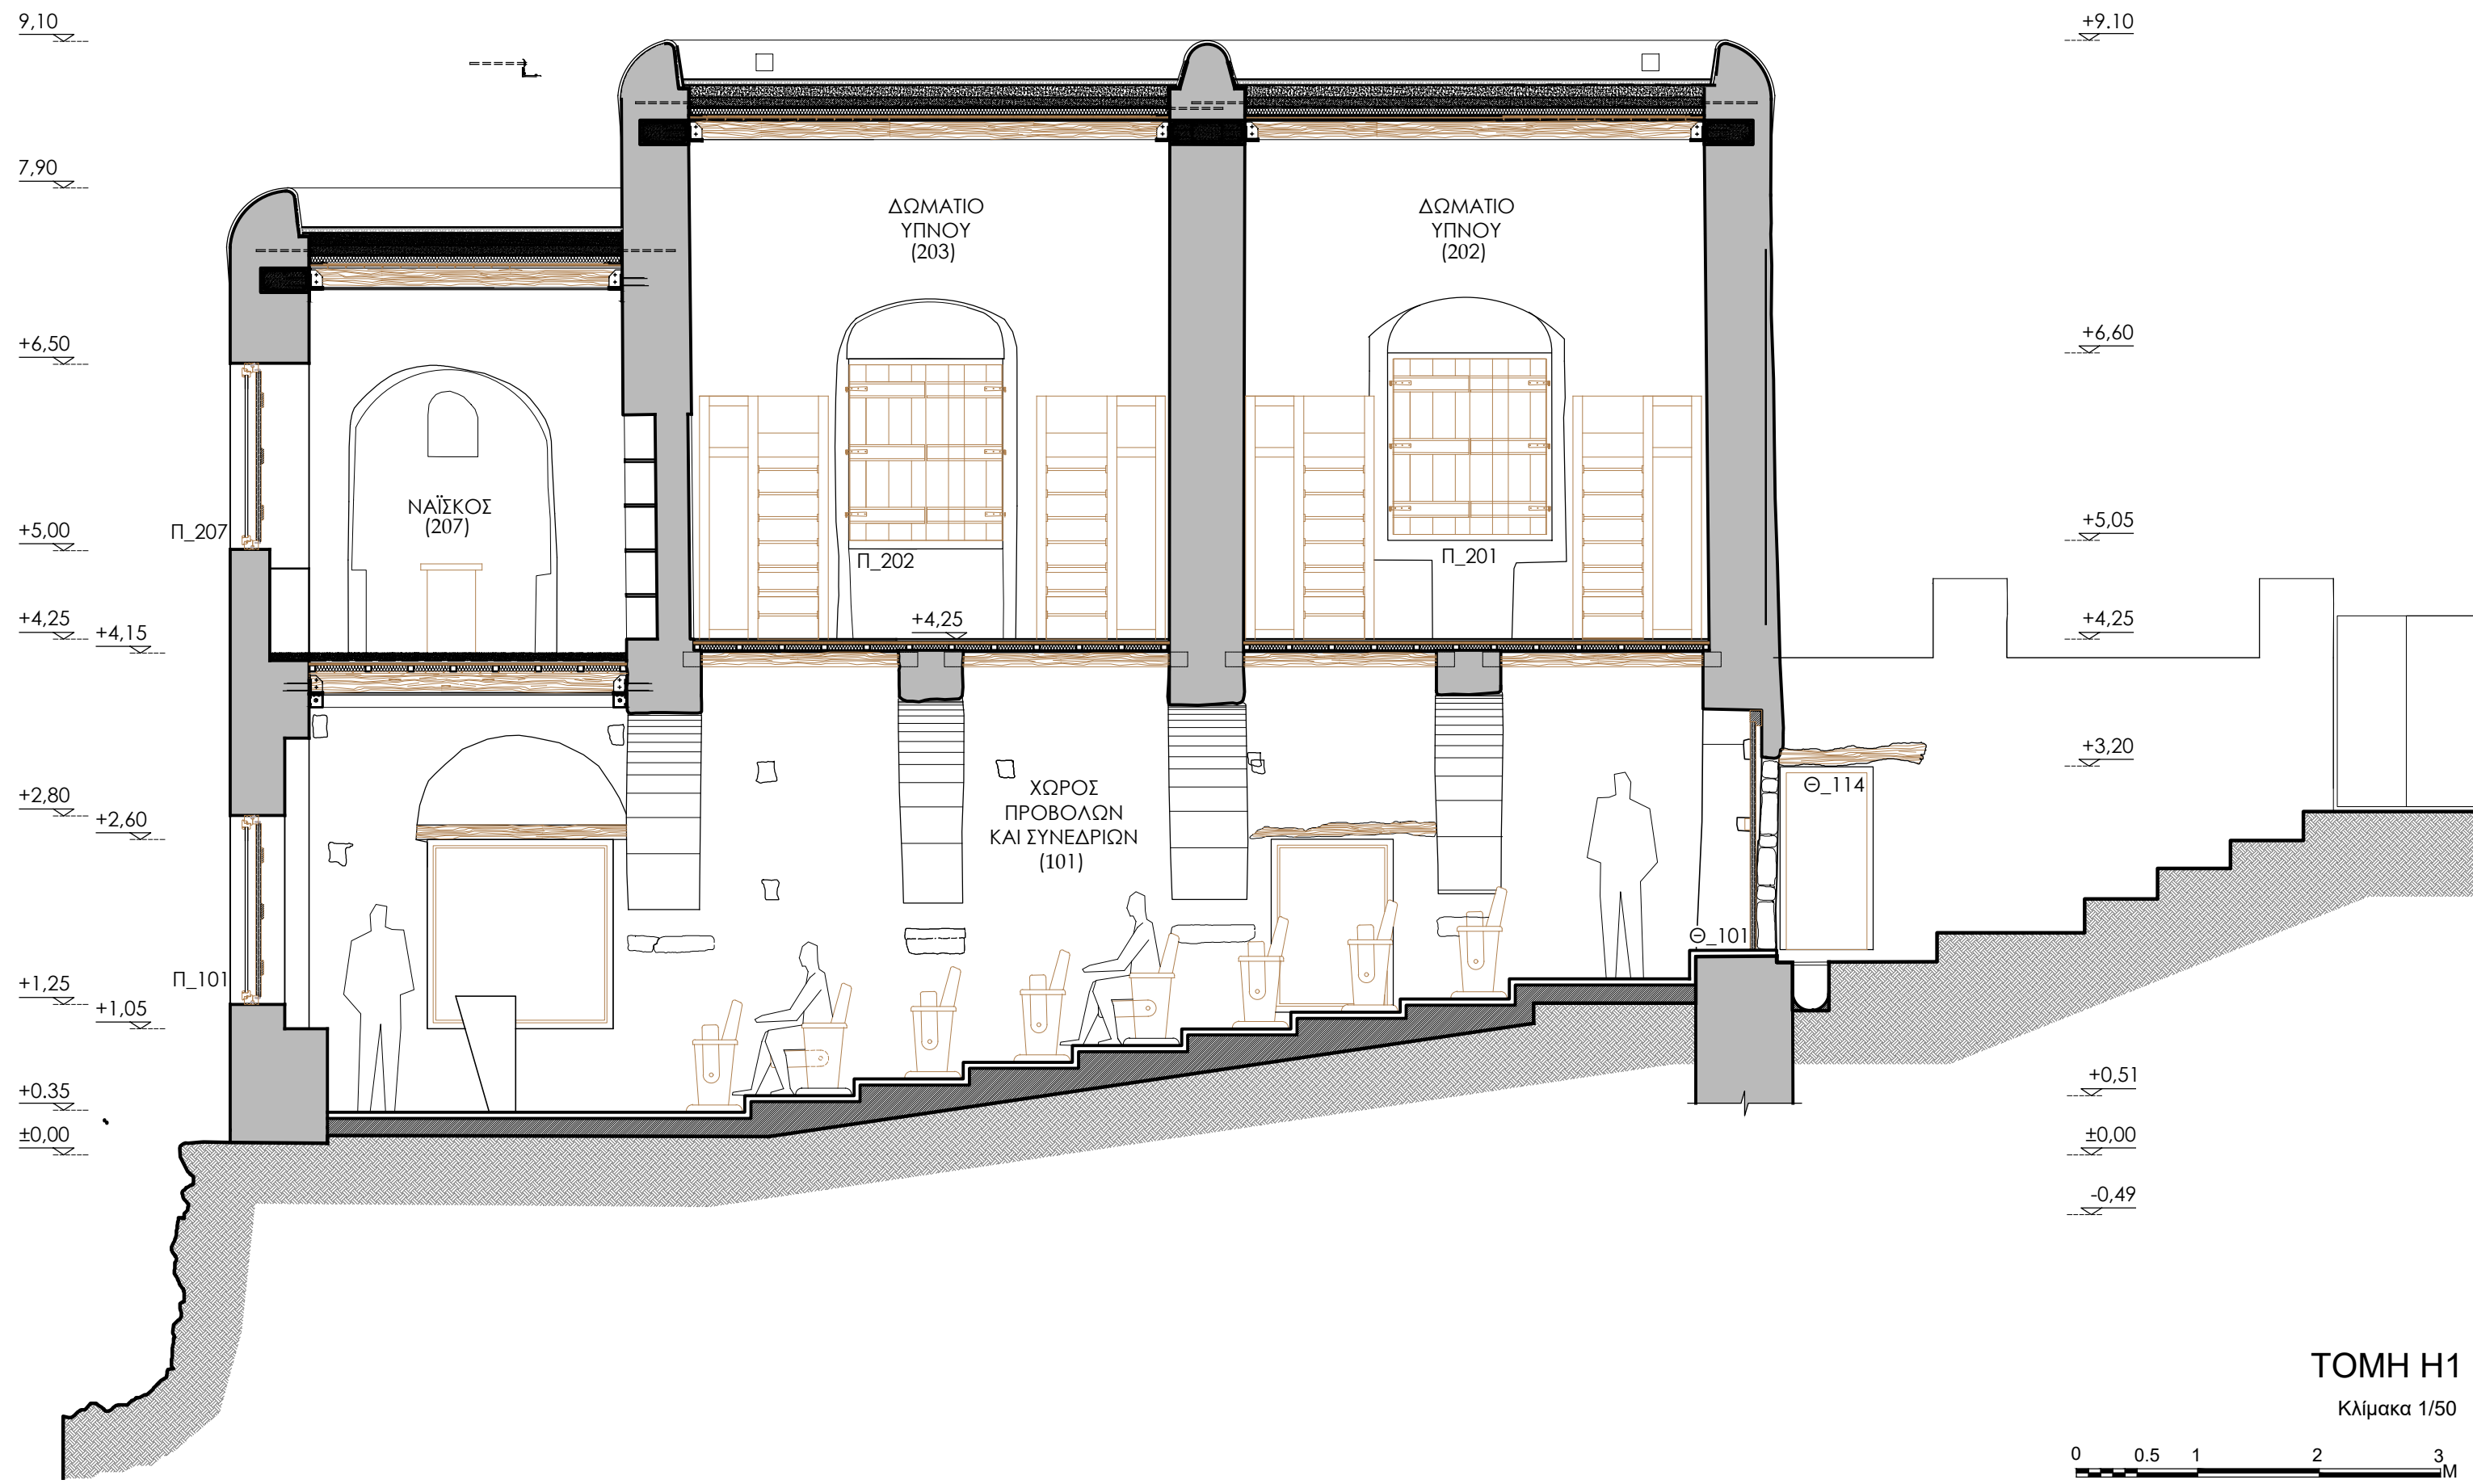 9,10
+9.10
7,90
ΔΩΜΑΤΙΟ
ΥΠΝΟΥ
(203)
ΔΩΜΑΤΙΟ
ΥΠΝΟΥ
(202)
+6,50
+6,60
ΝΑΪΣΚΟΣ
(207)
+5,00
Π_207
Π_202
Π_201
+5,05
+4,25
+4,15
+4,25
+4,25
+3,20
+2,80
+2,60
ΧΩΡΟΣ
ΠΡΟΒΟΛΩΝ
ΚΑΙ ΣΥΝΕΔΡΙΩΝ
(101)
Θ_114
Θ_101
+1,25
Π_101
+1,05
+0,35
+0,51
±0,00
±0,00
-0,49
ΤΟΜΗ Η1
Κλίμακα 1/50
0 0.5 1 2 3
M